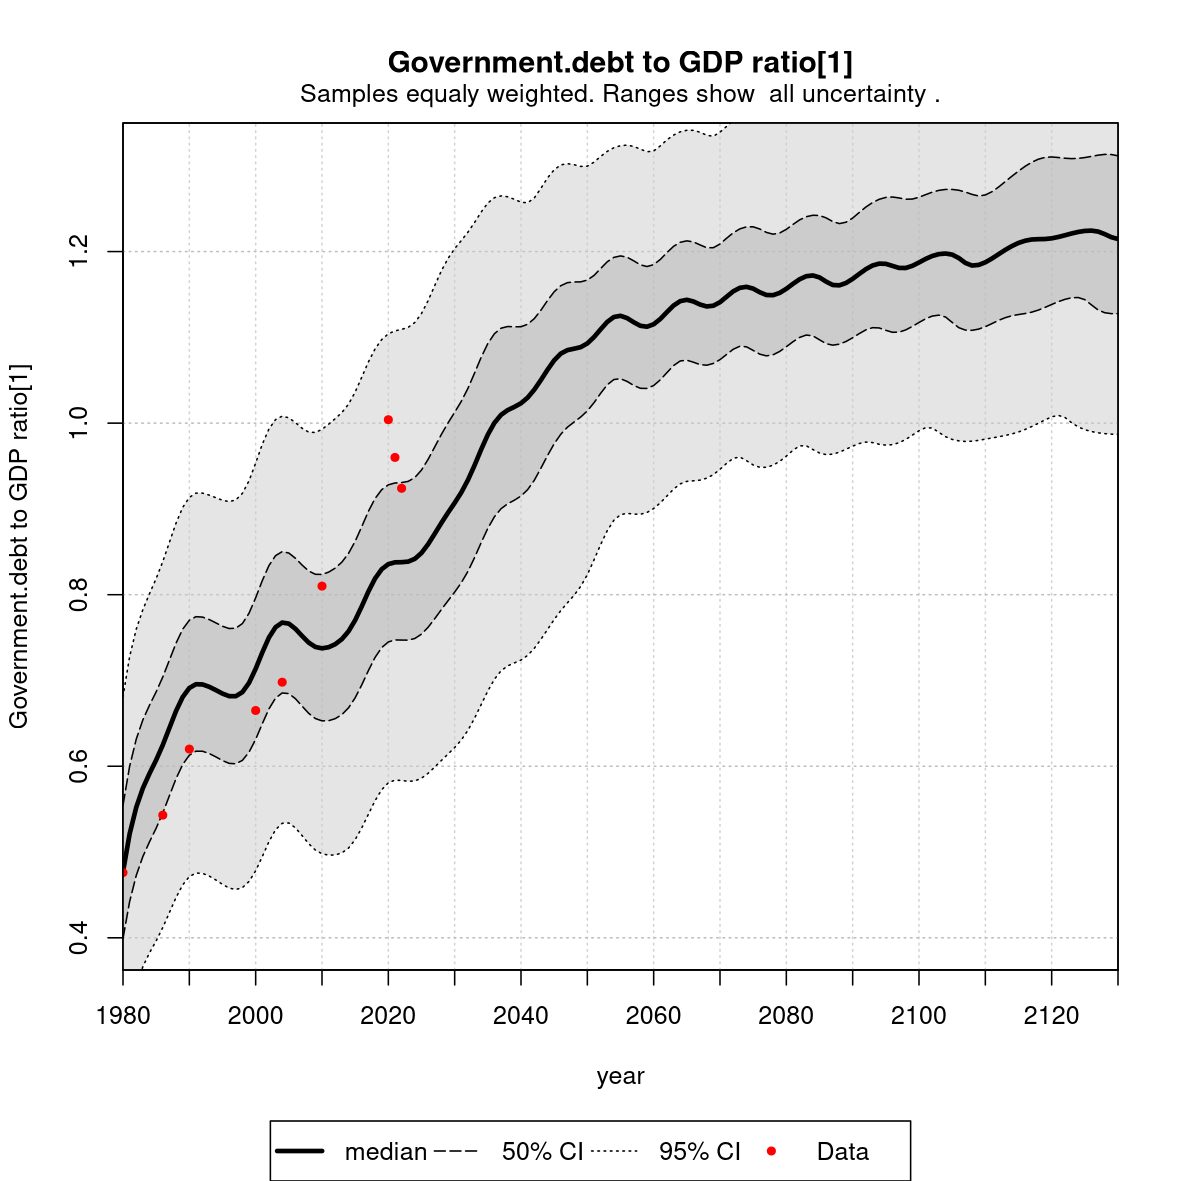 Government.debt to GDP ratio[1]
Samples equaly weighted. Ranges show  all uncertainty .
Government.debt to GDP ratio[1]
1.2
1.0
0.8
0.6
0.4
1980 2000 2020 2040 2060 2080 2100 2120
year
median 50% CI 95% CI Data